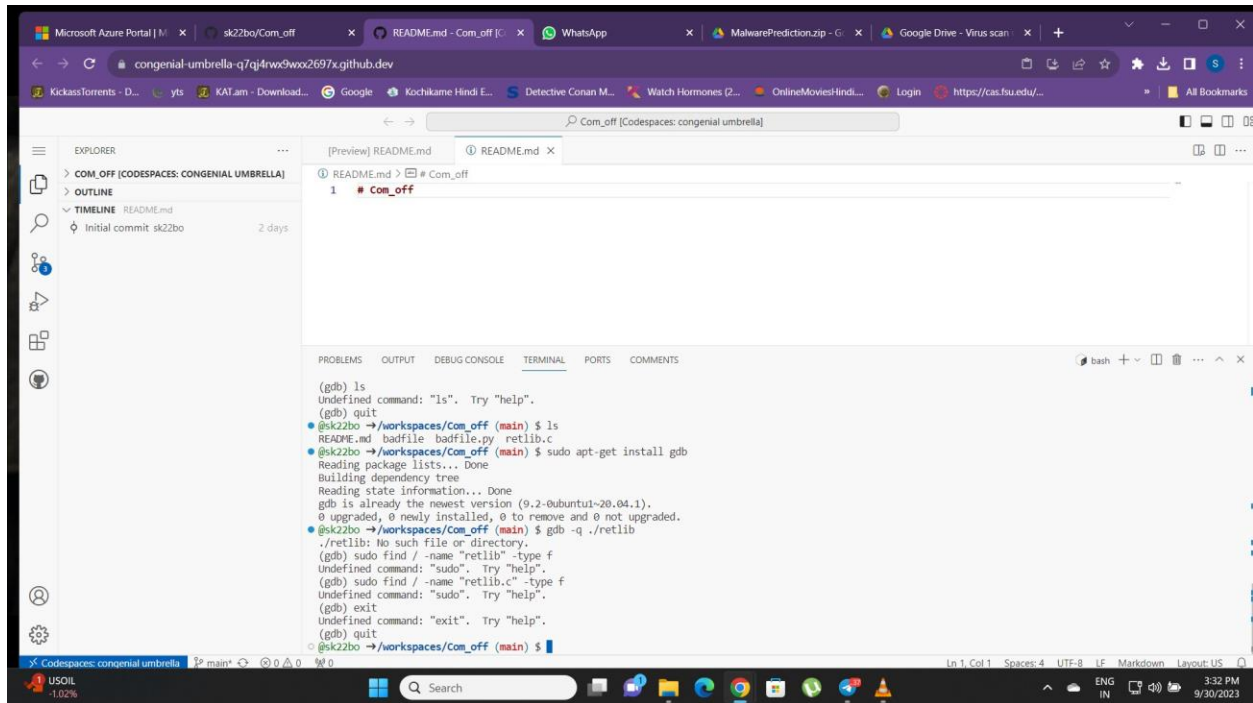 Microsoft Azure Portal | M
sk22bo/Com_off
README.md - Com_off [C
WhatsApp
MalwarePrediction.zip - G
Google Drive - Virus scan
congenial-umbrella-q7qj4rwx9wxx2697x.github.dev
KickassTorrents - D...
yts
KAT.am - Download...
Google
Kochikame Hindi E...
Detective Conan M...
Watch Hormones (2...
OnlineMoviesHindi....
Login
https://cas.fsu.edu/...
»
All Bookmarks
Com_off [Codespaces: congenial umbrella]
EXPLORER
...
[Preview] README.md
README.md
COM_OFF [CODESPACES: CONGENIAL UMBRELLA]
README.md > # Com_off
OUTLINE
1 # Com_off
TIMELINE README.md
Initial commit sk22bo 2 days
3
PROBLEMS OUTPUT DEBUG CONSOLE TERMINAL PORTS COMMENTS
bash
(gdb) ls
Undefined command: "ls". Try "help".
(gdb) quit
@sk22bo →/workspaces/Com_off (main) $ ls
README.md badfile badfile.py retlib.c
@sk22bo →/workspaces/Com_off (main) $ sudo apt-get install gdb
Reading package lists... Done
Building dependency tree
Reading state information... Done
gdb is already the newest version (9.2-0ubuntu1~20.04.1).
0 upgraded, 0 newly installed, 0 to remove and 0 not upgraded.
@sk22bo →/workspaces/Com_off (main) $ gdb -q ./retlib
./retlib: No such file or directory.
(gdb) sudo find / -name "retlib" -type f
Undefined command: "sudo". Try "help".
(gdb) sudo find / -name "retlib.c" -type f
Undefined command: "sudo". Try "help".
(gdb) exit
Undefined command: "exit". Try "help".
(gdb) quit
@sk22bo →/workspaces/Com_off (main) $
Codespaces: congenial umbrella main* 0 0 0
Ln 1, Col 1 Spaces: 4 UTF-8 LF Markdown Layout: US
USOIL
-1.02%
Search
ENG
IN
3:32 PM
9/30/2023